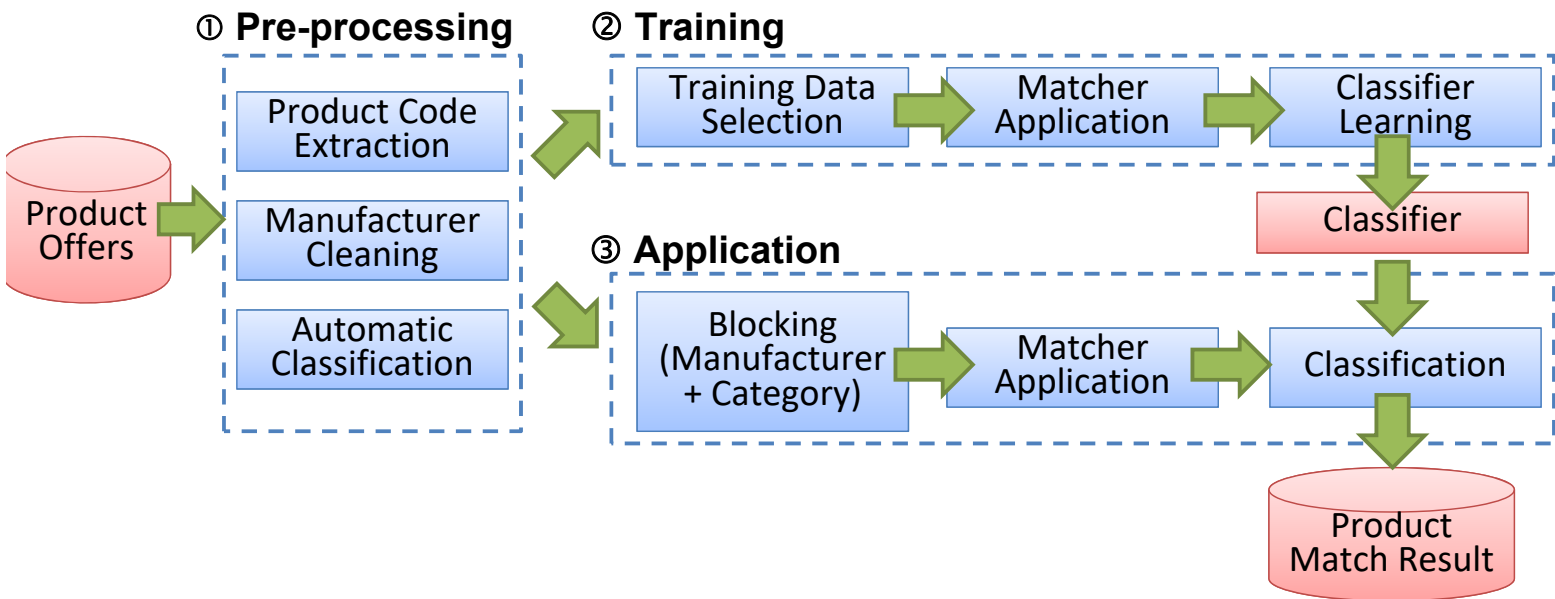 ① Pre-processing
Product
Offers
Product Code
Extraction
Manufacturer
Cleaning
Automatic
Classification
② Training
Training Data
Selection
Matcher
Application
Classifier
Learning
Classifier
③ Application
Blocking
(Manufacturer
+ Category)
Matcher
Application
Classification
Product
Match Result